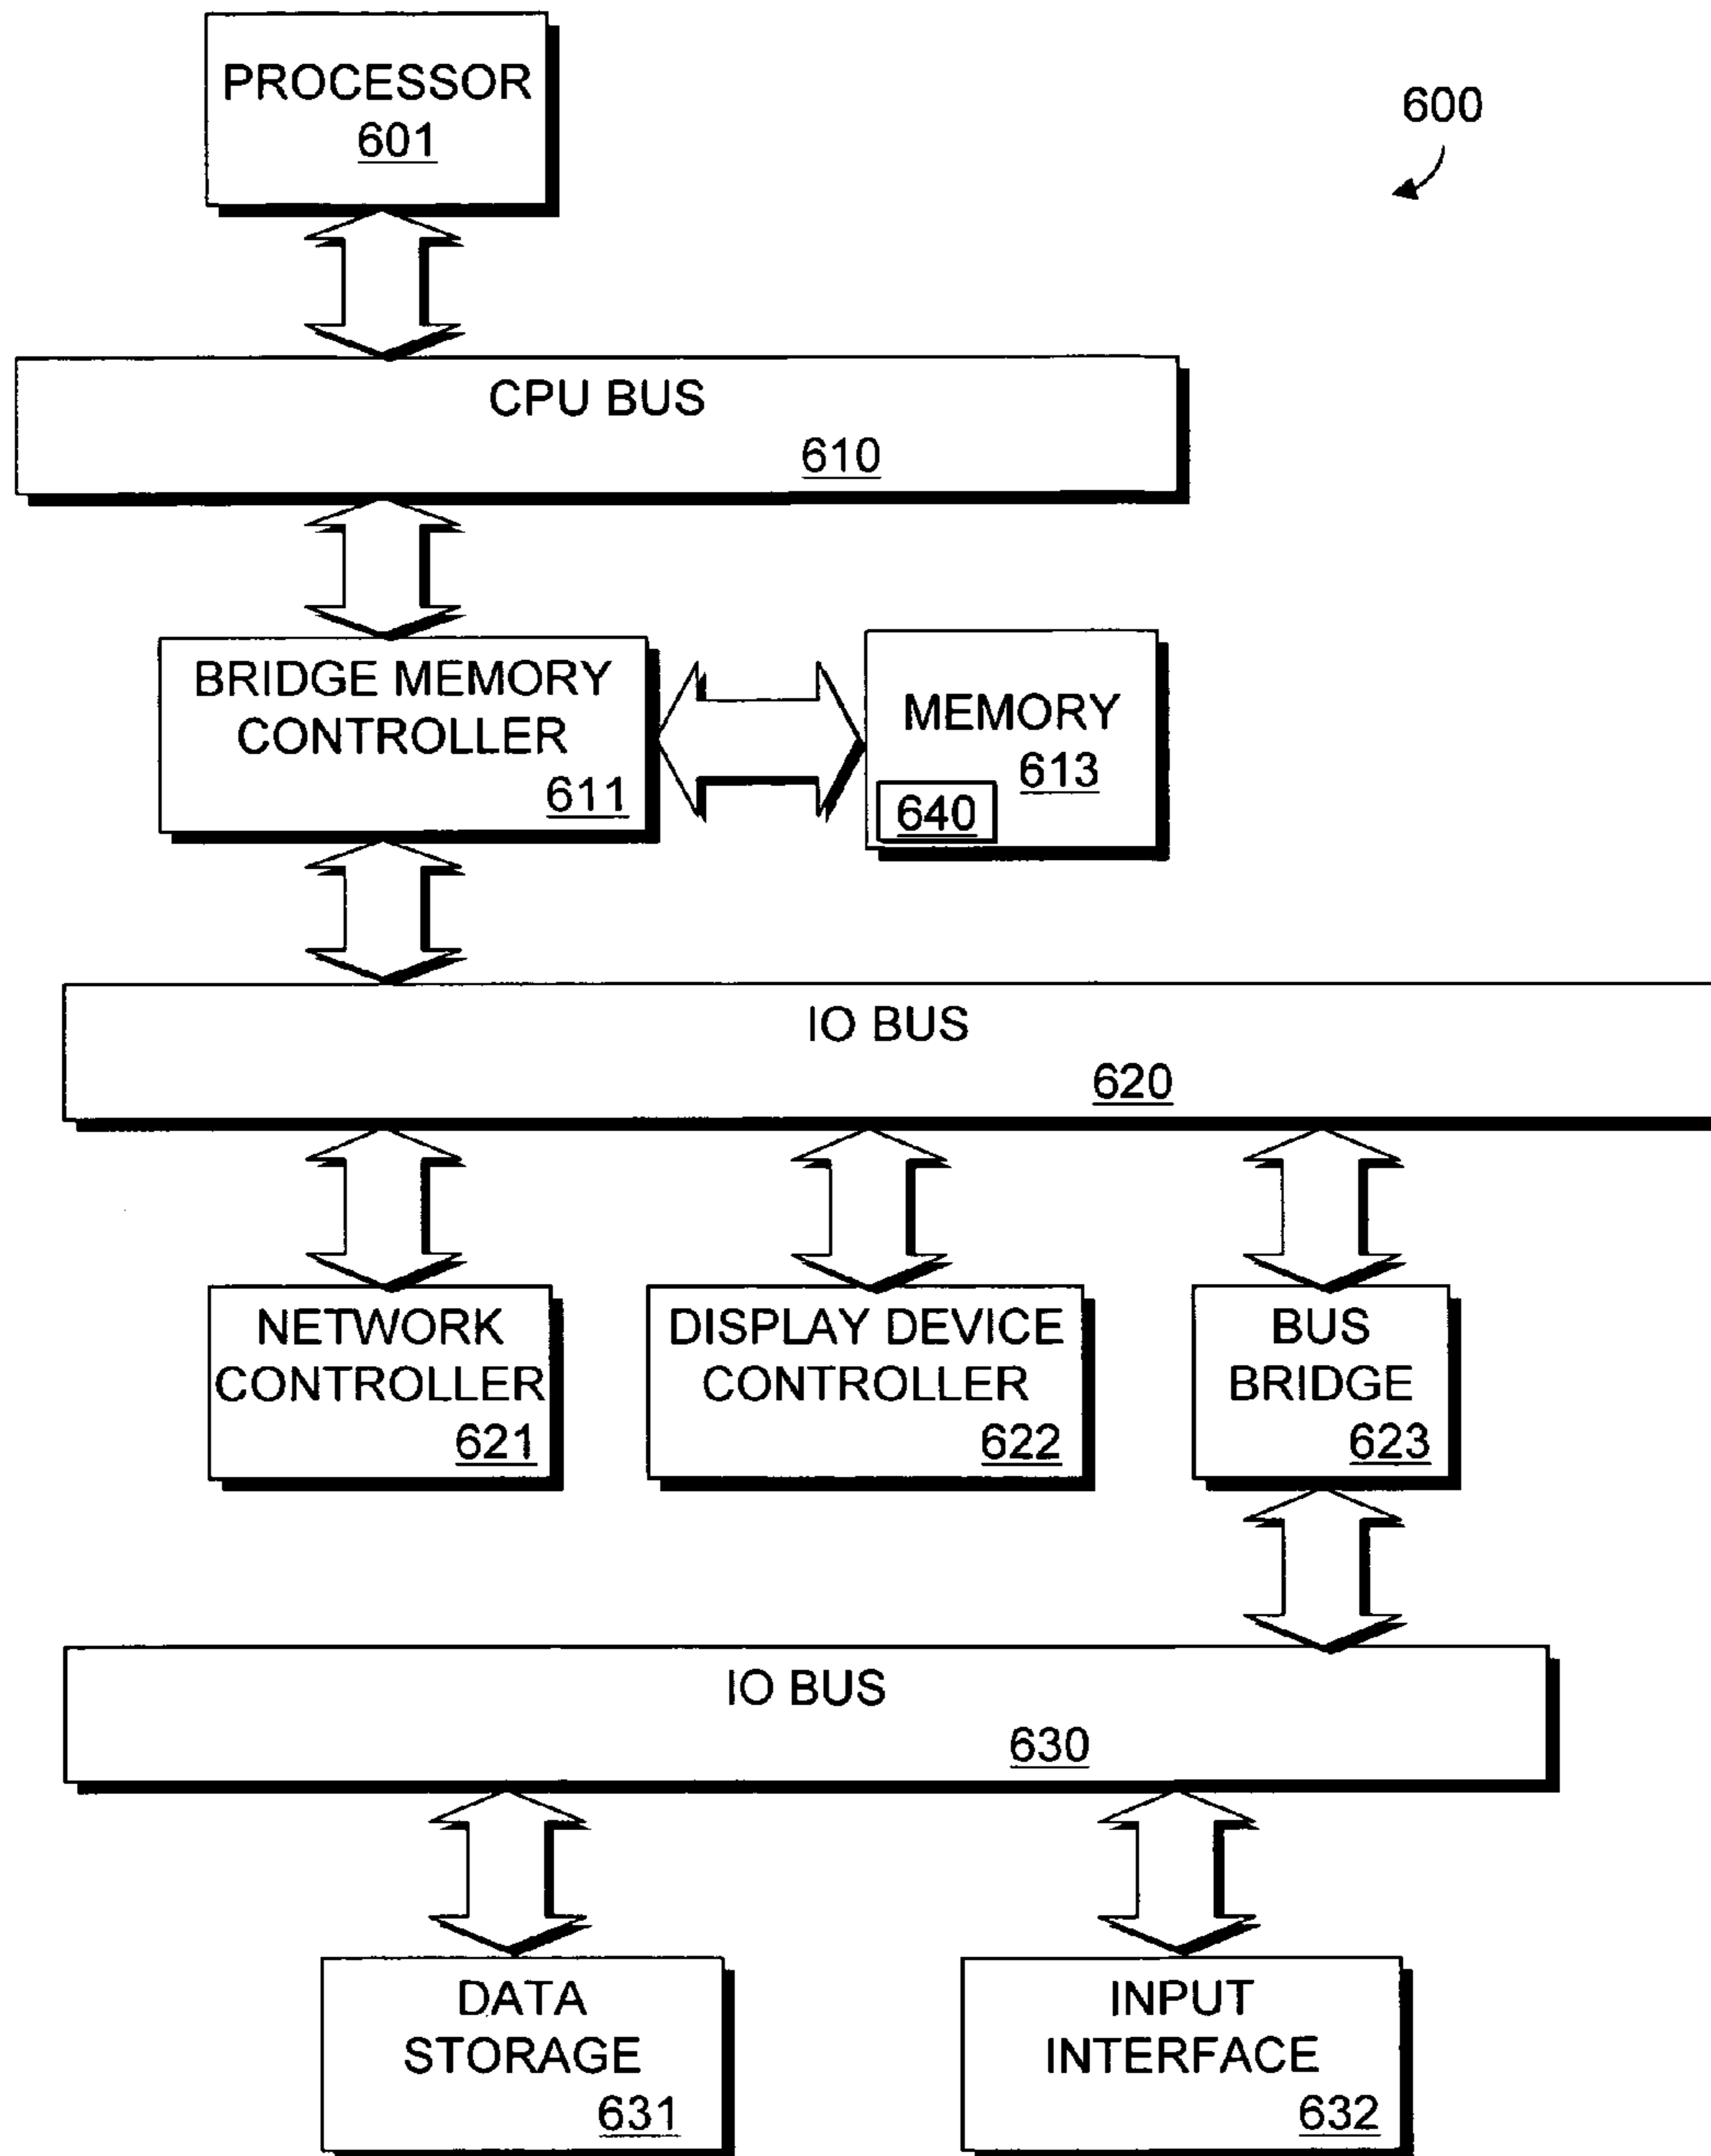 PROCESSOR
601
600
CPU BUS
610
BRIDGE MEMORY
CONTROLLER
611
MEMORY
613
640
IO BUS
620
NETWORK
CONTROLLER
621
DISPLAY DEVICE
CONTROLLER
622
BUS
BRIDGE
623
IO BUS
630
DATA
STORAGE
631
INPUT
INTERFACE
632